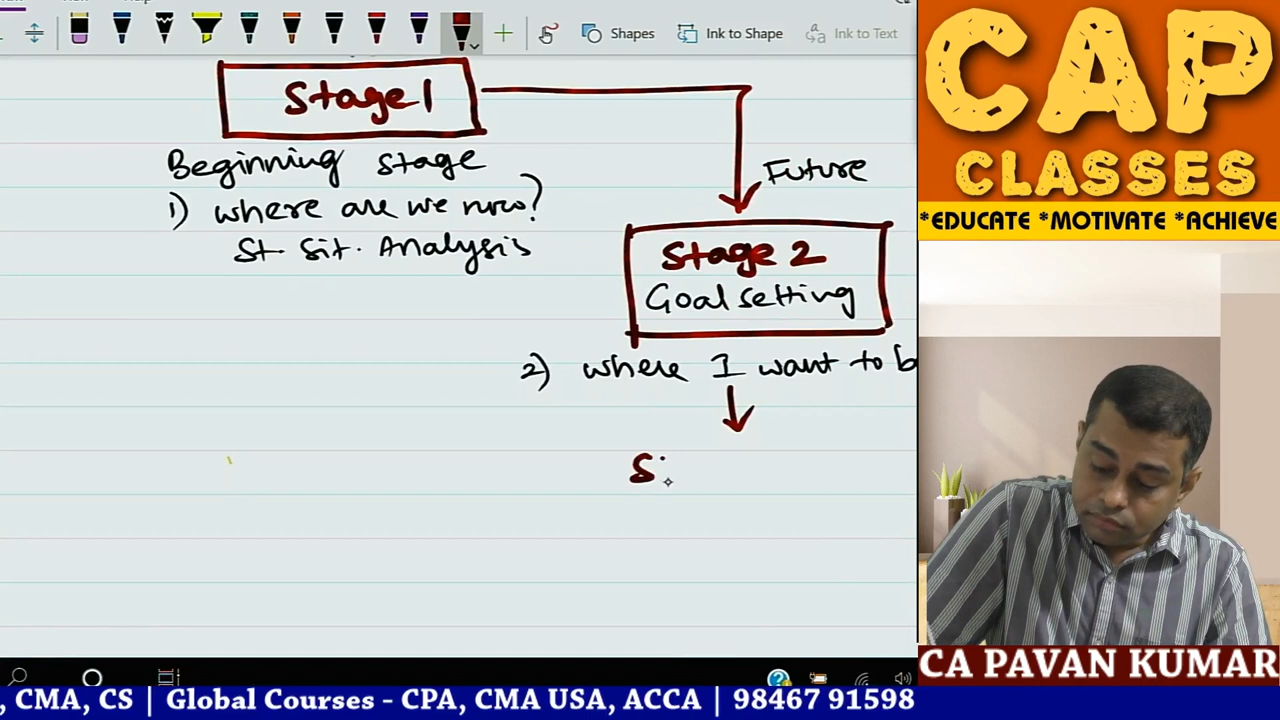 Shapes
Ink to Shape
Ink to Text
Stage 1
Beginning stage
1) where are we now?
St. Sit. Analysis
Future
Stage 2
Goal setting
2) where I want to b
S
CAP
CLASSES
*EDUCATE *MOTIVATE *ACHIEVE
CA PAVAN KUMAR
, CMA, CS | Global Courses - CPA, CMA USA, ACCA | 98467 91598